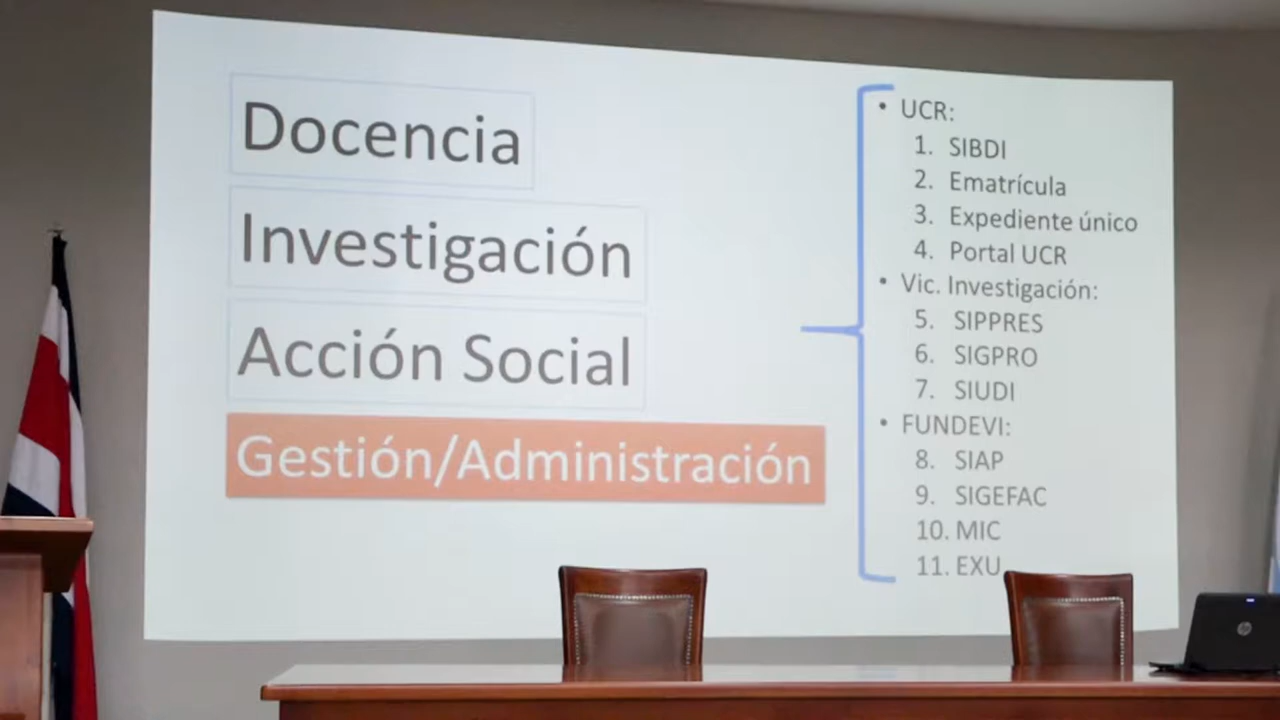 Docencia
Investigación
Acción Social
Gestión/Administración
• UCR:
1. SIBDI
2. Ematrícula
3. Expediente único
4. Portal UCR
• Vic. Investigación:
5. SIPPRES
6. SIGPRO
7. SIUDI
• FUNDEVI:
8. SIAP
9. SIGEFAC
10. MIC
11. EXU
hp